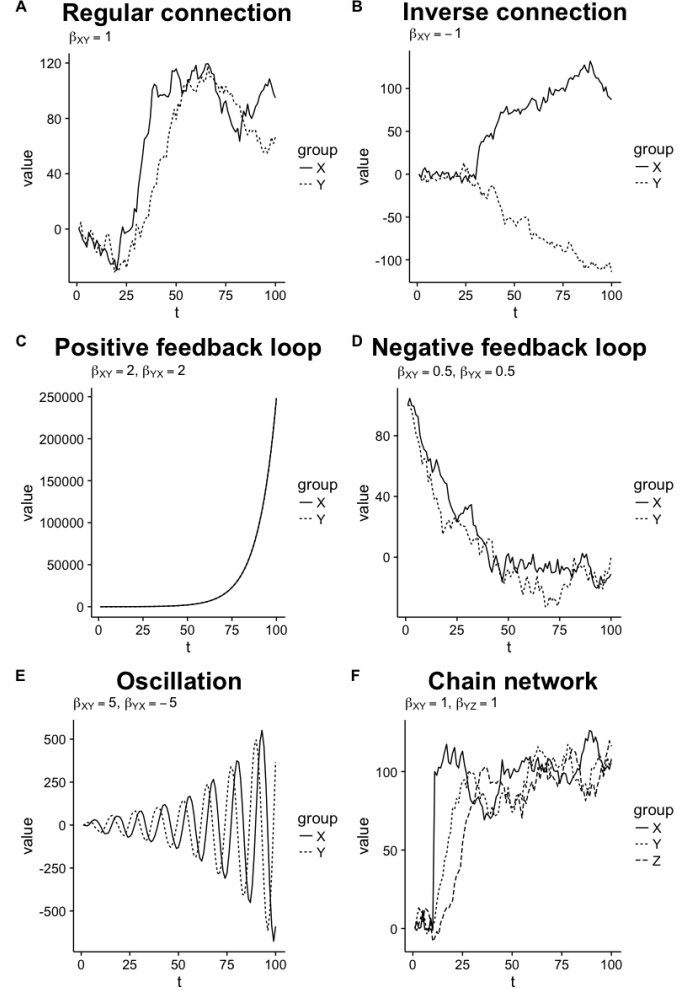 A Regular connection
βXY = 1
120
80
40
0
value
0 25 50 75 100
t
group
X
Y
B Inverse connection
βXY = −1
100
50
0
-50
-100
value
0 25 50 75 100
t
group
X
Y
C Positive feedback loop
βXY = 2, βYX = 2
250000
200000
150000
100000
50000
0
value
0 25 50 75 100
t
group
X
Y
D Negative feedback loop
βXY = 0.5, βYX = 0.5
80
40
0
value
0 25 50 75 100
t
group
X
Y
E Oscillation
βXY = 5, βYX = −5
500
250
0
-250
-500
value
0 25 50 75 100
t
group
X
Y
F Chain network
βXY = 1, βYZ = 1
100
50
0
value
0 25 50 75 100
t
group
X
Y
Z